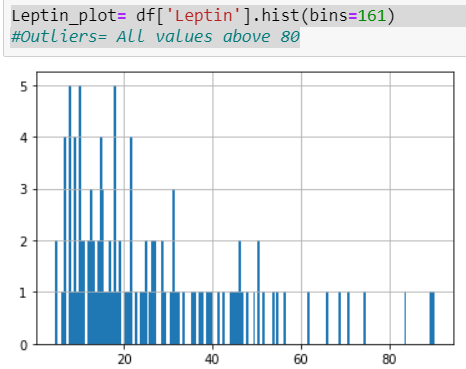 Leptin_plot= df['Leptin'].hist(bins=161)
#Outliers= All values above 80
5
4
3
2
1
0
20 40 60 80